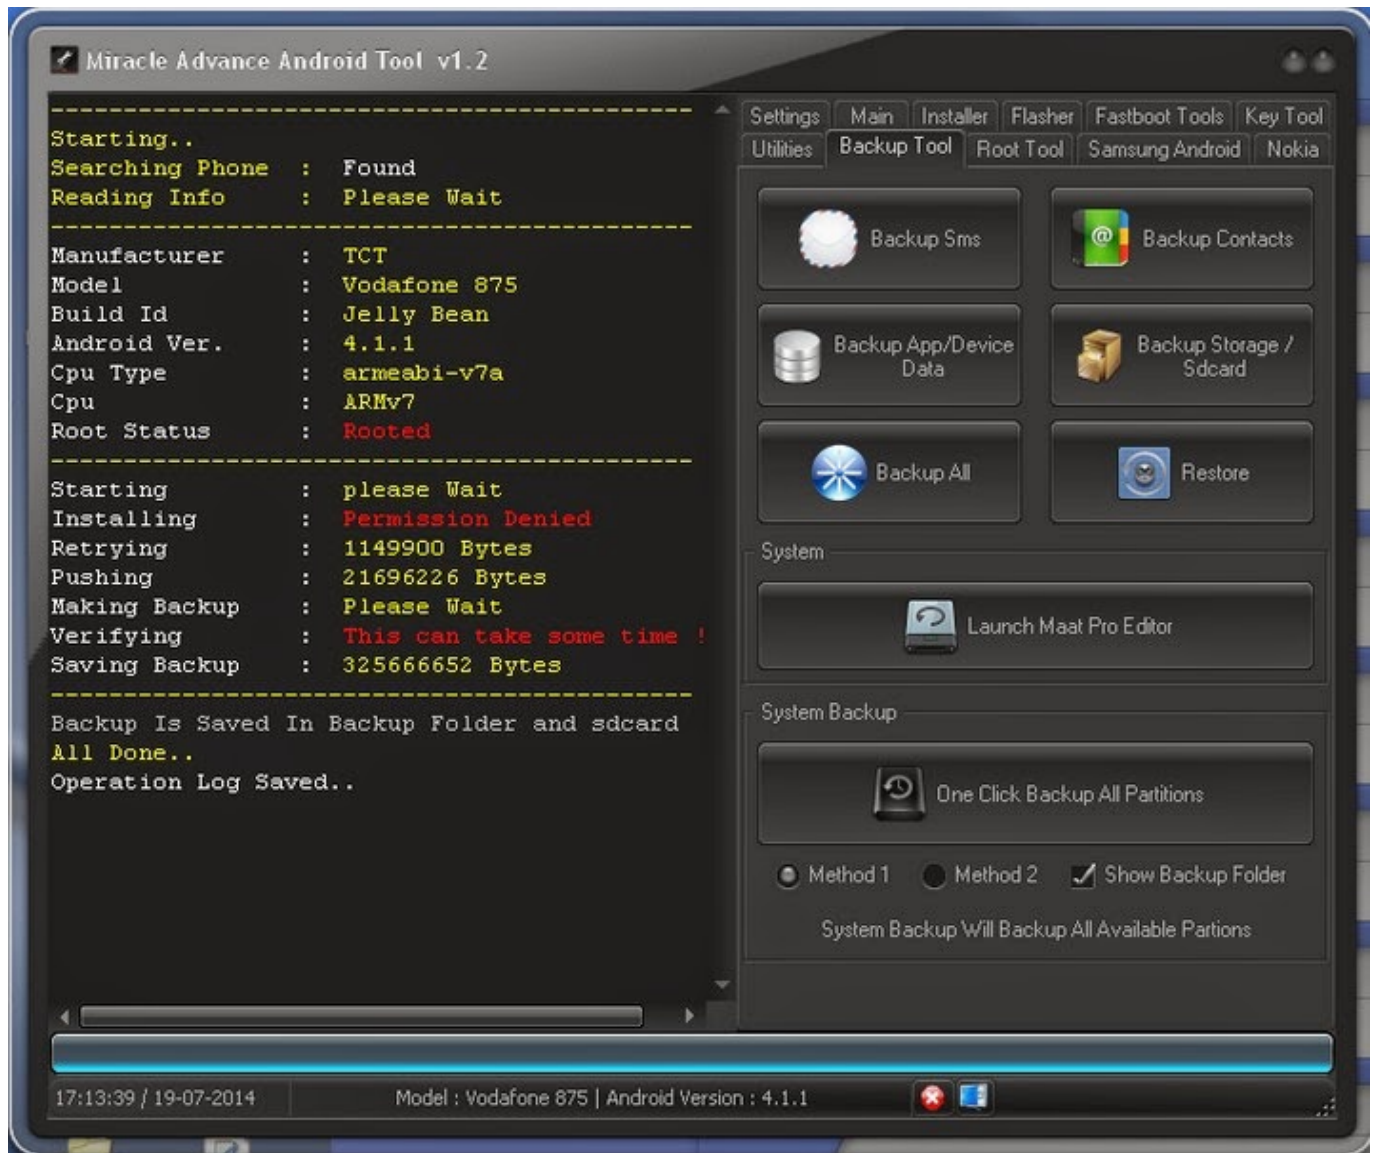 Miracle Advance Android Tool v1.2
------------------------------------------------
Starting..
Searching Phone : Found
Reading Info : Please Wait
------------------------------------------------
Manufacturer : TCT
Model : Vodafone 875
Build Id : Jelly Bean
Android Ver. : 4.1.1
Cpu Type : armeabi-v7a
Cpu : ARMv7
Root Status : Rooted
------------------------------------------------
Starting : please Wait
Installing : Permission Denied
Retrying : 1149900 Bytes
Pushing : 21696226 Bytes
Making Backup : Please Wait
Verifying : This can take some time !
Saving Backup : 325666652 Bytes
------------------------------------------------
Backup Is Saved In Backup Folder and sdcard
All Done..
Operation Log Saved..
Settings Main Installer Flasher Fastboot Tools Key Tool
Utilities Backup Tool Root Tool Samsung Android Nokia
Backup Sms
Backup Contacts
Backup App/Device
Data
Backup Storage /
Sdcard
Backup All
Restore
System
Launch Maat Pro Editor
System Backup
One Click Backup All Partitions
Method 1 Method 2 Show Backup Folder
System Backup Will Backup All Available Partions
17:13:39 / 19-07-2014 Model : Vodafone 875 | Android Version : 4.1.1